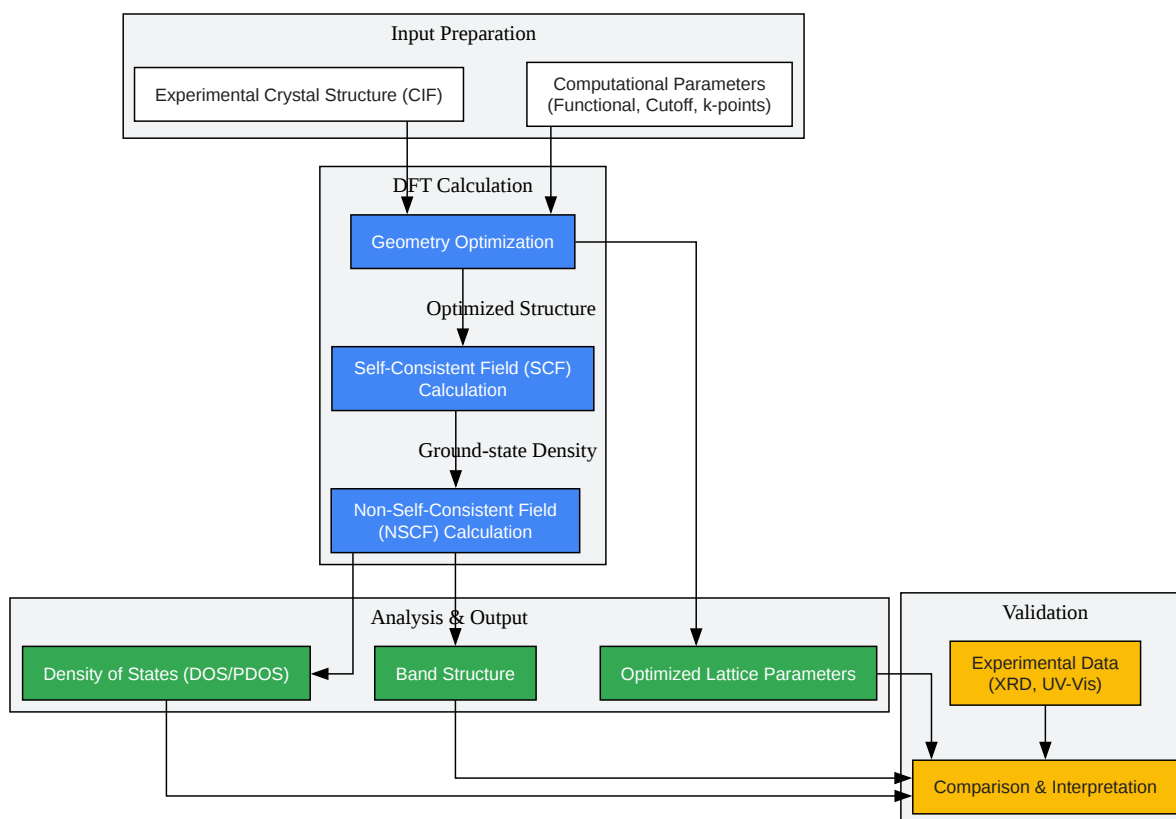 Input Preparation
Experimental Crystal Structure (CIF)
Computational Parameters
(Functional, Cutoff, k-points)
DFT Calculation
Geometry Optimization
Optimized Structure
Self-Consistent Field (SCF)
Calculation
Ground-state Density
Non-Self-Consistent Field
(NSCF) Calculation
Analysis & Output
Density of States (DOS/PDOS)
Band Structure
Optimized Lattice Parameters
Validation
Experimental Data
(XRD, UV-Vis)
Comparison & Interpretation